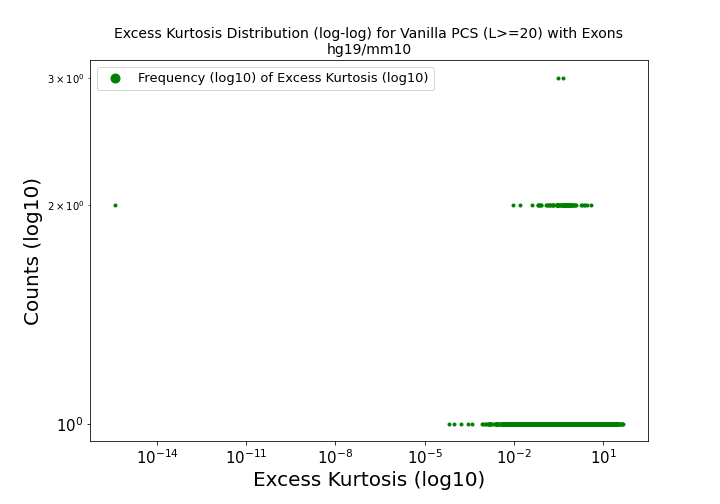 Excess Kurtosis Distribution (log-log) for Vanilla PCS (L>=20) with Exons
hg19/mm10
Frequency (log10) of Excess Kurtosis (log10)
3 × 10⁰
2 × 10⁰
10⁰
Counts (log10)
10⁻¹⁴ 10⁻¹¹ 10⁻⁸ 10⁻⁵ 10⁻² 10¹
Excess Kurtosis (log10)